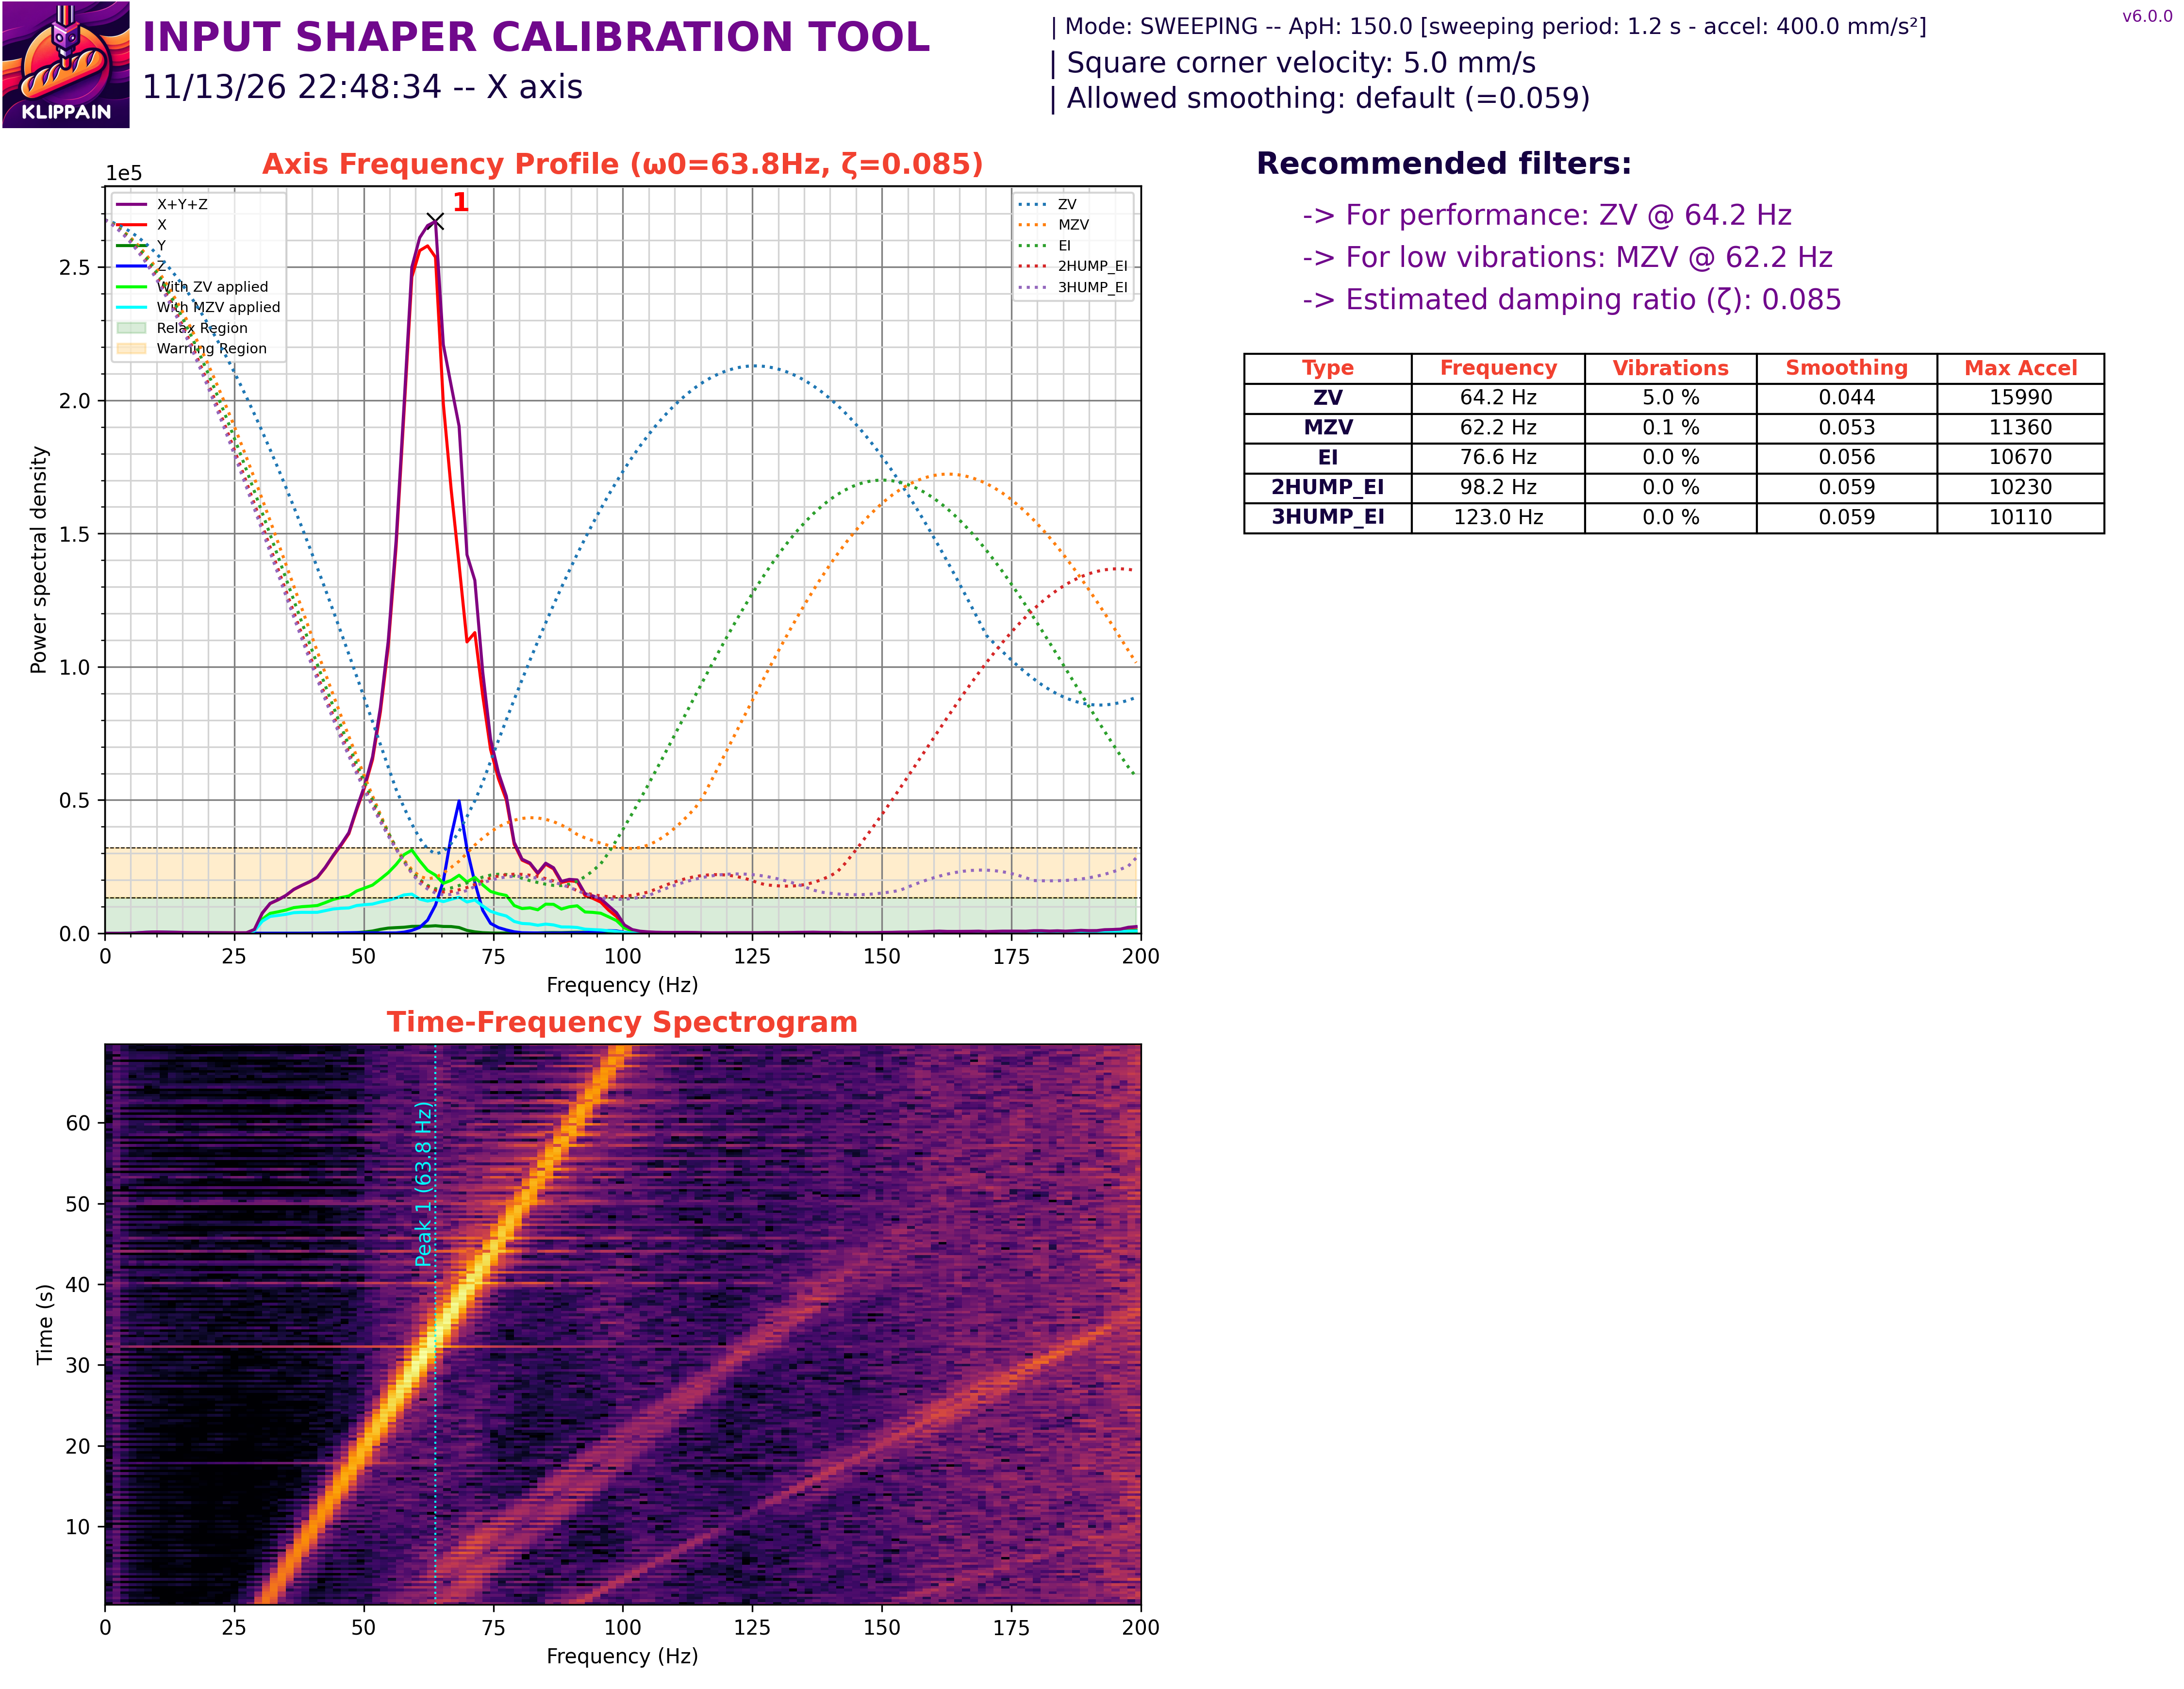 KLIPPAIN
INPUT SHAPER CALIBRATION TOOL
11/13/26 22:48:34 -- X axis
| Mode: SWEEPING -- ApH: 150.0 [sweeping period: 1.2 s - accel: 400.0 mm/s²]
| Square corner velocity: 5.0 mm/s
| Allowed smoothing: default (=0.059)
v6.0.0
Axis Frequency Profile (ω0=63.8Hz, ζ=0.085)
1e5
1
X+Y+Z
X
Y
Z
With ZV applied
With MZV applied
Relax Region
Warning Region
ZV
MZV
EI
2HUMP_EI
3HUMP_EI
Power spectral density
2.5
2.0
1.5
1.0
0.5
0.0
0 25 50 75 100 125 150 175 200
Frequency (Hz)
Recommended filters:
-> For performance: ZV @ 64.2 Hz
-> For low vibrations: MZV @ 62.2 Hz
-> Estimated damping ratio (ζ): 0.085
Type Frequency Vibrations Smoothing Max Accel
ZV 64.2 Hz 5.0 % 0.044 15990
MZV 62.2 Hz 0.1 % 0.053 11360
EI 76.6 Hz 0.0 % 0.056 10670
2HUMP_EI 98.2 Hz 0.0 % 0.059 10230
3HUMP_EI 123.0 Hz 0.0 % 0.059 10110
Time-Frequency Spectrogram
Peak 1 (63.8 Hz)
Time (s)
60
50
40
30
20
10
0 25 50 75 100 125 150 175 200
Frequency (Hz)